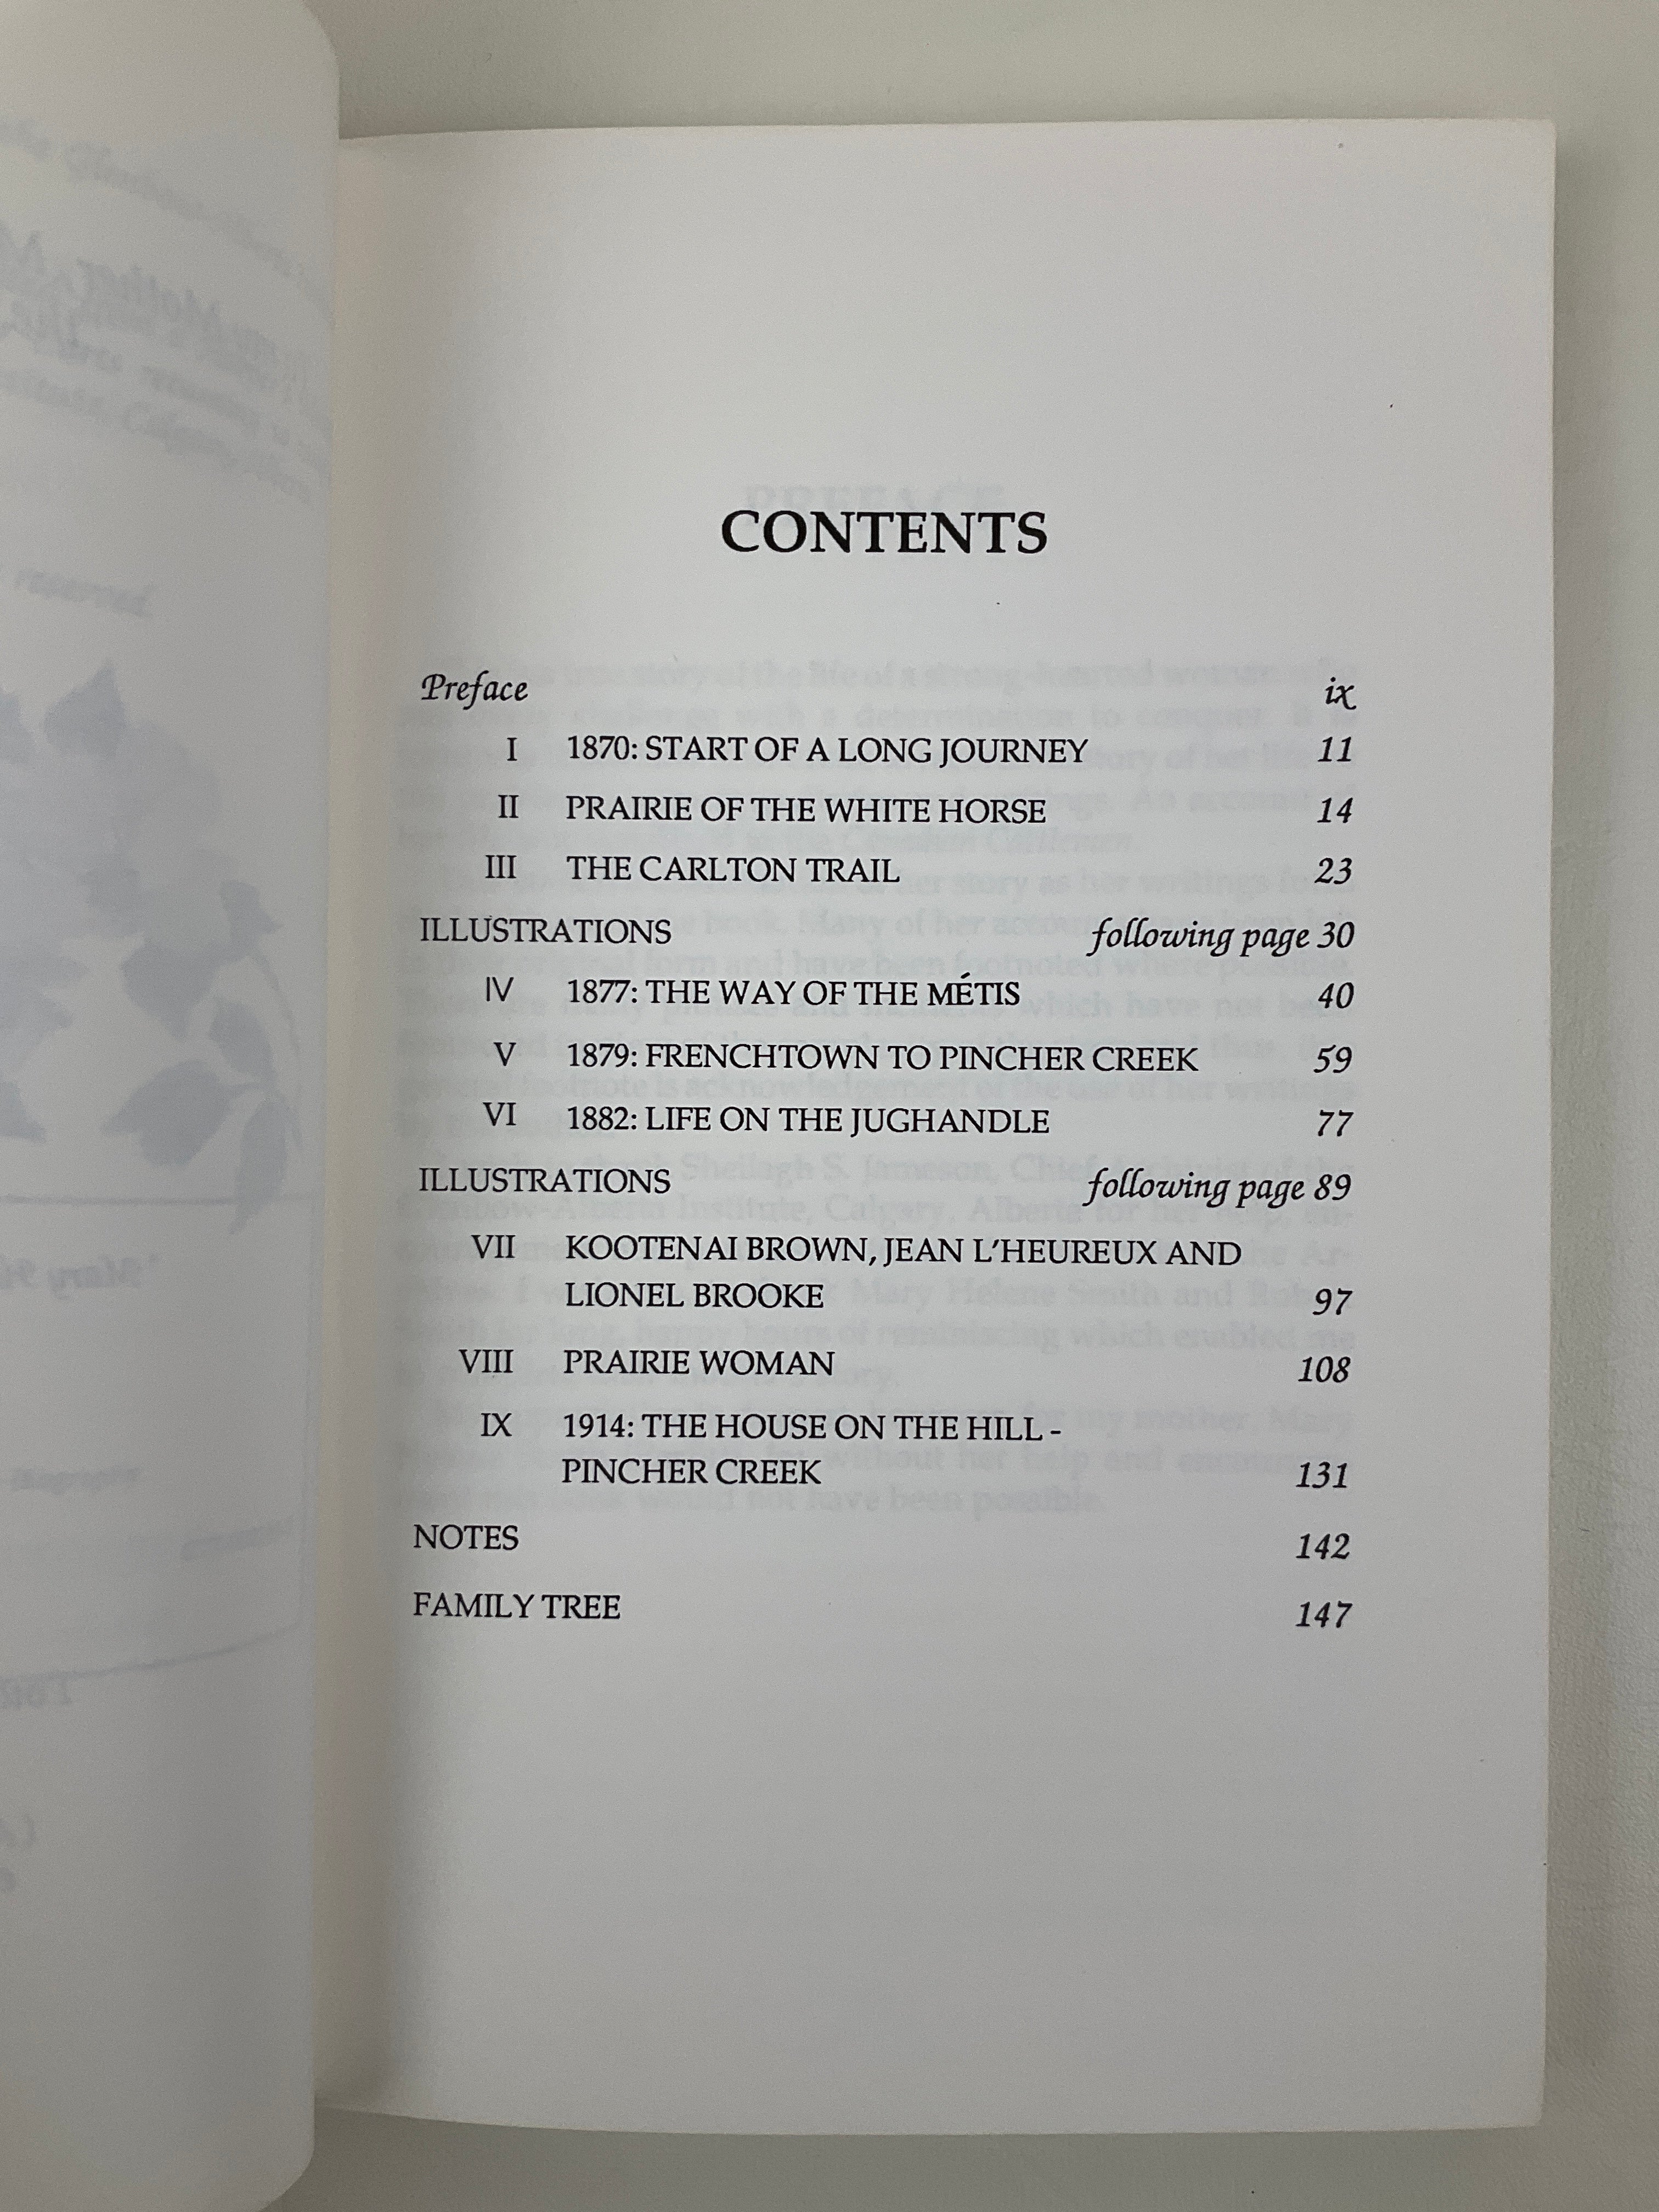 CONTENTS
Preface ix
I 1870: START OF A LONG JOURNEY 11
II PRAIRIE OF THE WHITE HORSE 14
III THE CARLTON TRAIL 23
ILLUSTRATIONS following page 30
IV 1877: THE WAY OF THE MÉTIS 40
V 1879: FRENCHTOWN TO PINCHER CREEK 59
VI 1882: LIFE ON THE JUGHANDLE 77
ILLUSTRATIONS following page 89
VII KOOTENAI BROWN, JEAN L'HEUREUX AND
LIONEL BROOKE 97
VIII PRAIRIE WOMAN 108
IX 1914: THE HOUSE ON THE HILL -
PINCHER CREEK 131
NOTES 142
FAMILY TREE 147